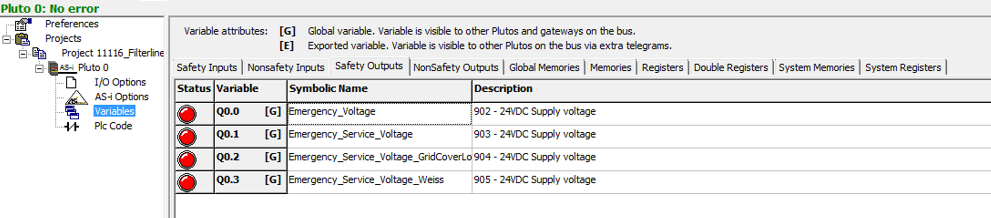 Pluto 0: No error
Preferences
Projects
Project 11116_Filterline
AS-i Pluto 0
I/O Options
AS-i Options
Variables
Plc Code
Variable attributes: [G] Global variable. Variable is visible to other Plutos and gateways on the bus.
[E] Exported variable. Variable is visible to other Plutos on the bus via extra telegrams.
Safety Inputs Nonsafety Inputs Safety Outputs NonSafety Outputs Global Memories Memories Registers Double Registers System Memories System Registers
Status Variable Symbolic Name Description
Q0.0 [G] Emergency_Voltage 902 - 24VDC Supply voltage
Q0.1 [G] Emergency_Service_Voltage 903 - 24VDC Supply voltage
Q0.2 [G] Emergency_Service_Voltage_GridCoverLo 904 - 24VDC Supply voltage
Q0.3 [G] Emergency_Service_Voltage_Weiss 905 - 24VDC Supply voltage